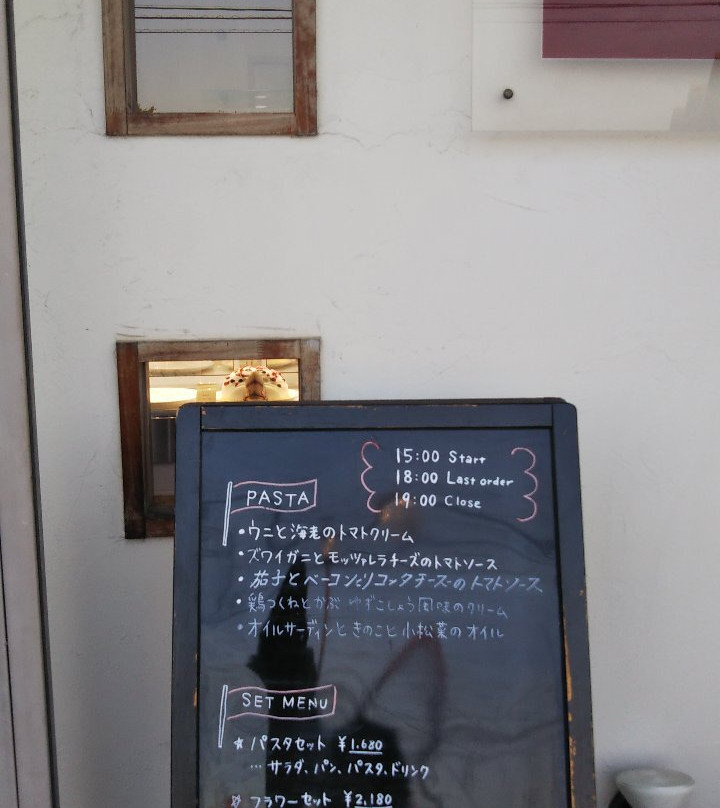 15:00 Start
18:00 Last order
19:00 Close
PASTA
・ウニと海老のトマトクリーム
・ズワイガニとモッツァレラチーズのトマトソース
・茄子とベーコンとリコッタチーズのトマトソース
・鶏つくねとかぶ ゆずこしょう風味のクリーム
・オイルサーディンときのこと小松菜のオイル
SET MENU
☆パスタセット ¥1.680
… サラダ、パン、パスタ、ドリンク
☆フラワーセット ¥2.180